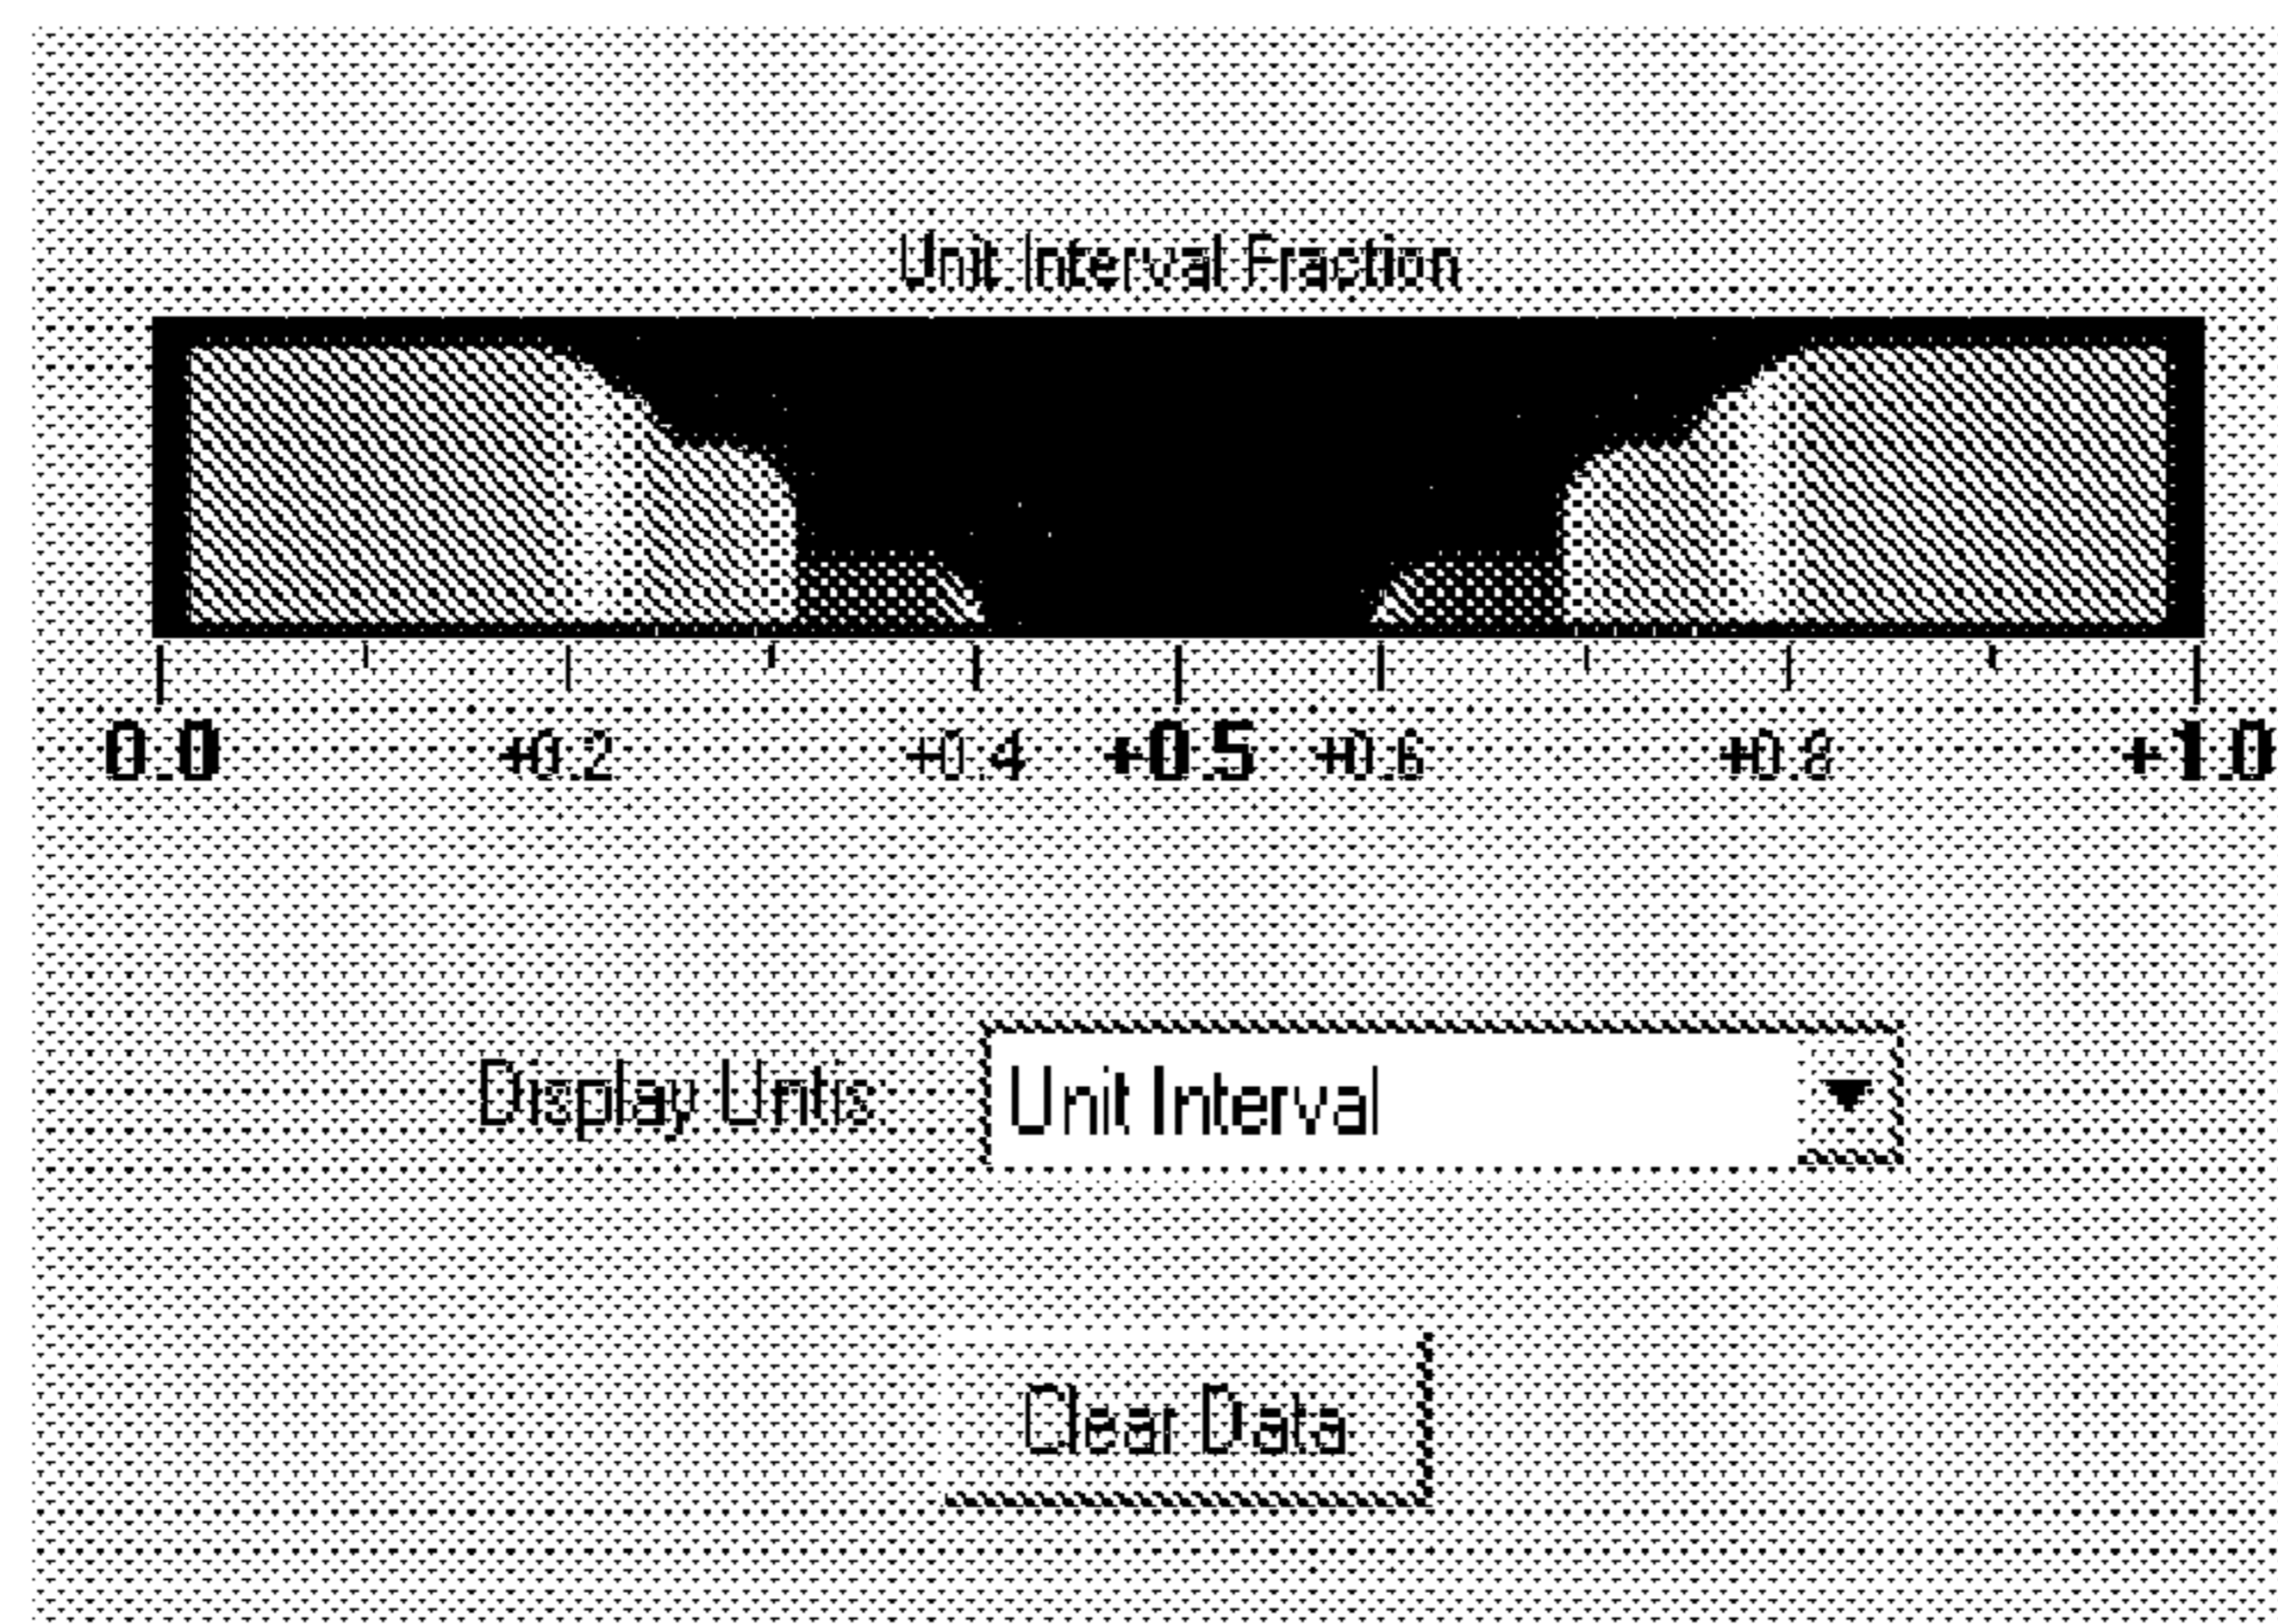 Unit Interval Fraction
0.0 +0.2 +0.4 +0.5 +0.6 +0.8 +1.0
Display Untis: Unit Interval
Clear Data